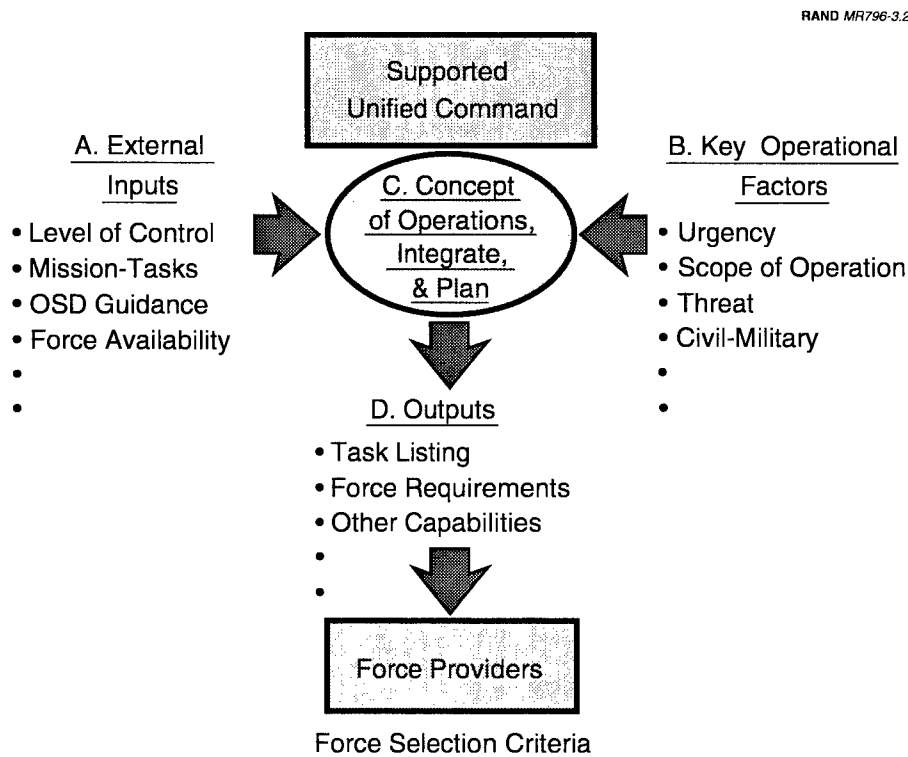 RAND MR796-3.2
Supported
Unified Command
A. External
Inputs
• Level of Control
• Mission-Tasks
• OSD Guidance
• Force Availability
•
•
C. Concept
of Operations,
Integrate,
& Plan
B. Key Operational
Factors
• Urgency
• Scope of Operation
• Threat
• Civil-Military
•
•
D. Outputs
• Task Listing
• Force Requirements
• Other Capabilities
•
•
Force Providers
Force Selection Criteria